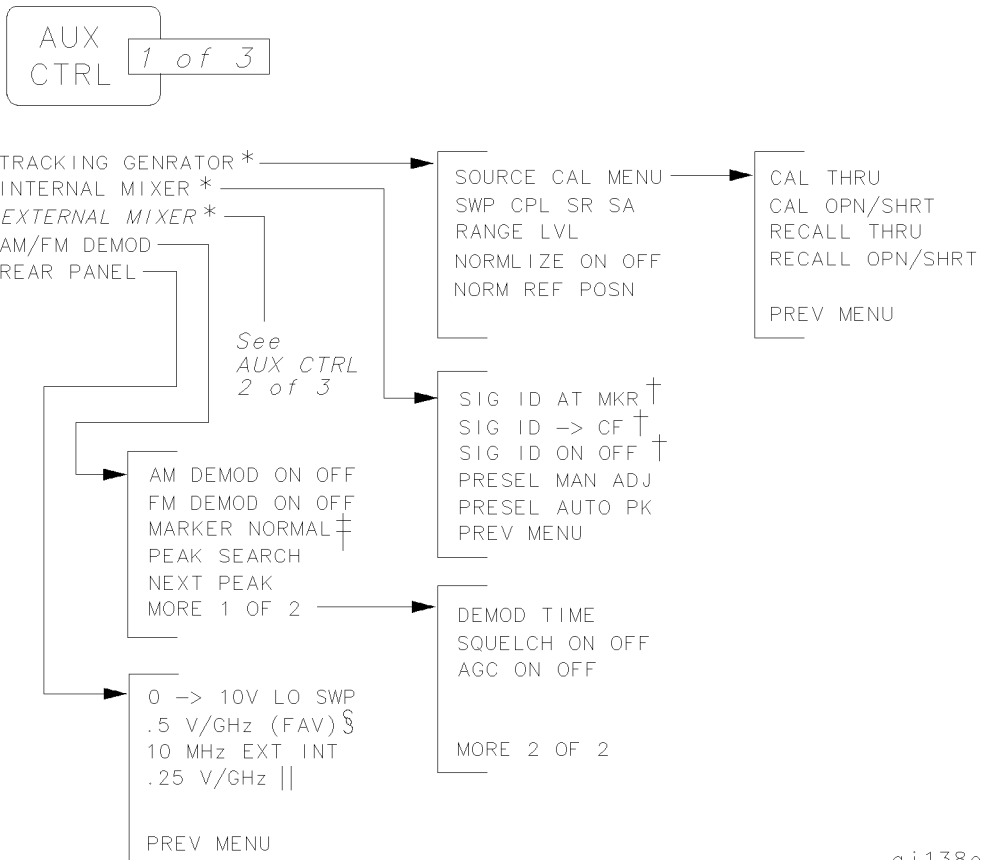 AUX
CTRL
1 of 3
TRACKING GENRATOR*
INTERNAL MIXER*
EXTERNAL MIXER*
AM/FM DEMOD
REAR PANEL
See
AUX CTRL
2 of 3
SOURCE CAL MENU
SWP CPL SR SA
RANGE LVL
NORMLIZE ON OFF
NORM REF POSN
CAL THRU
CAL OPN/SHRT
RECALL THRU
RECALL OPN/SHRT
PREV MENU
SIG ID AT MKR†
SIG ID –> CF†
SIG ID ON OFF†
PRESEL MAN ADJ
PRESEL AUTO PK
PREV MENU
AM DEMOD ON OFF
FM DEMOD ON OFF
MARKER NORMAL‡
PEAK SEARCH
NEXT PEAK
MORE 1 OF 2
DEMOD TIME
SQUELCH ON OFF
AGC ON OFF
MORE 2 OF 2
0 –> 10V LO SWP
.5 V/GHz (FAV)§
10 MHz EXT INT
.25 V/GHz ||
PREV MENU